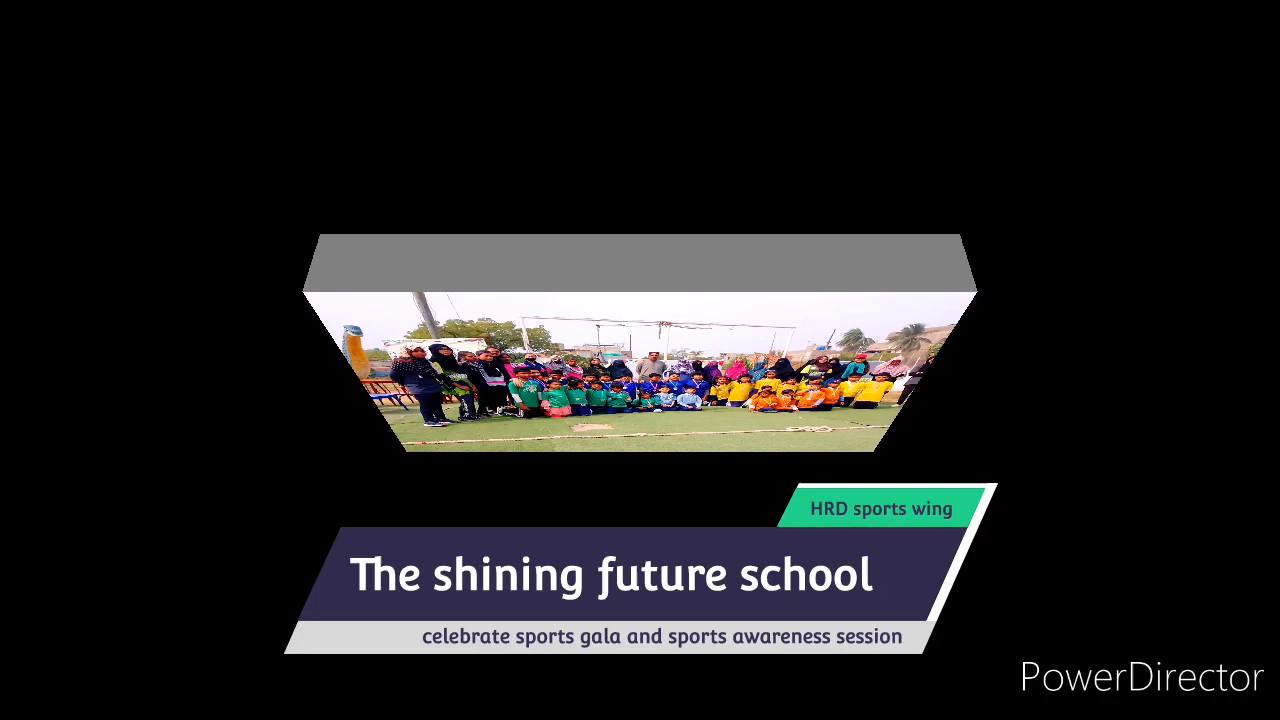 HRD sports wing
The shining future school
celebrate sports gala and sports awareness session
PowerDirector